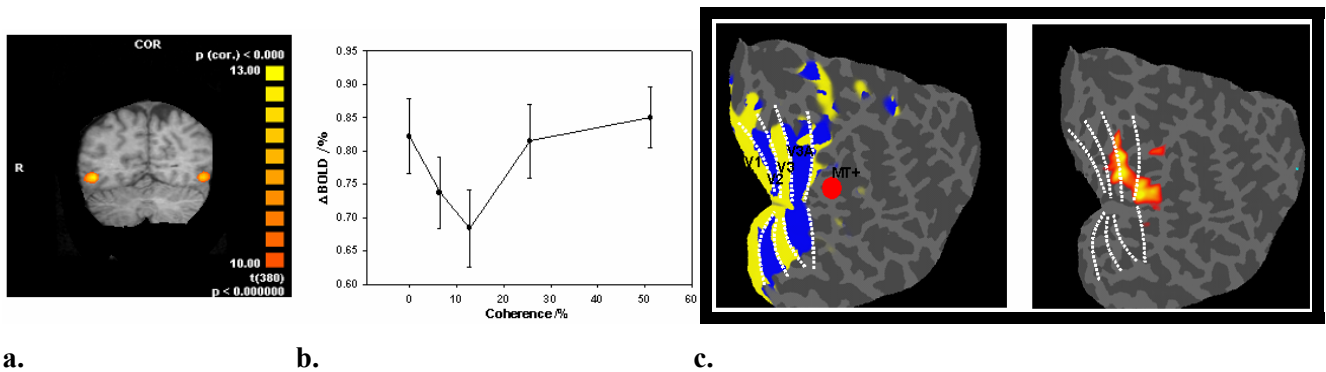 COR
p (cor.) < 0.000
13.00
R
10.00
t(380)
p < 0.000000
Δ BOLD /%
0.95
0.90
0.85
0.80
0.75
0.70
0.65
0.60
0 10 20 30 40 50 60
Coherence /%
V1
V2
V3
V3A
MT+
a. b. c.